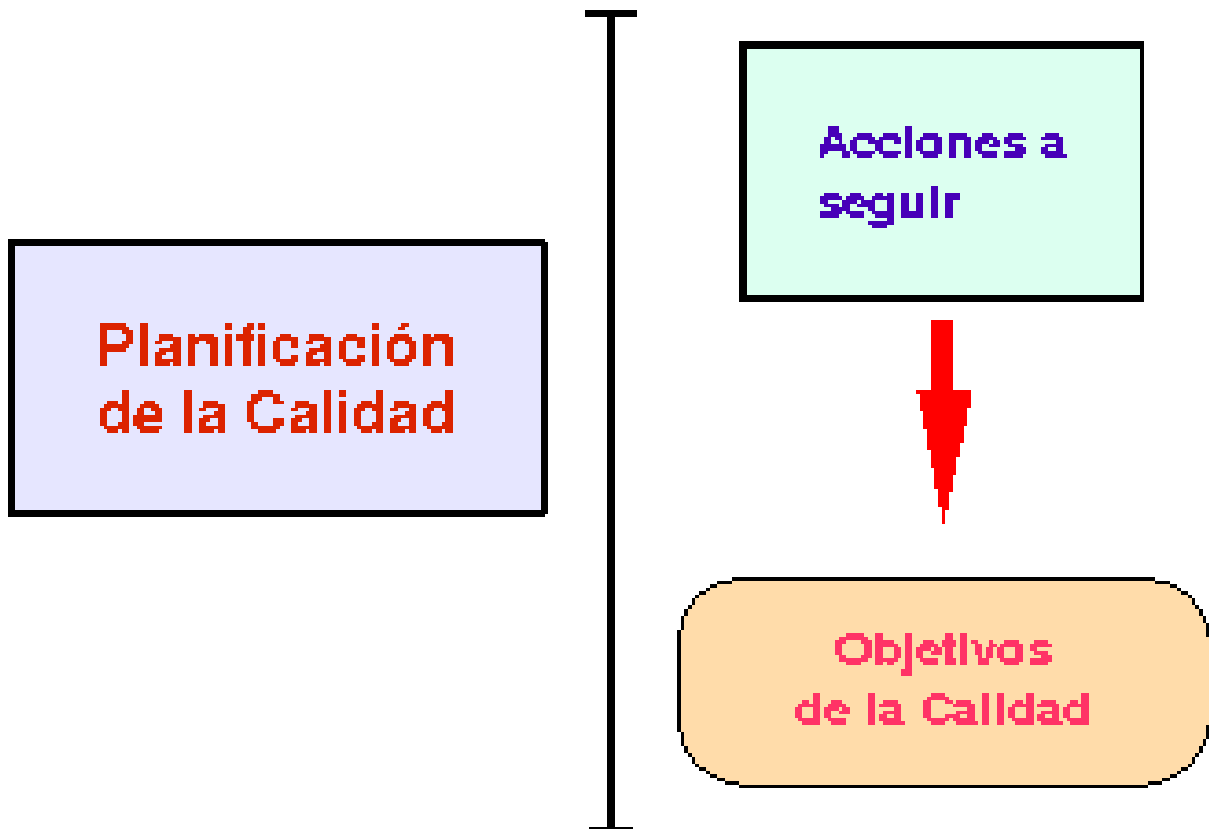 Planificación
de la Calidad
Acciones a
seguir
Objetivos
de la Calidad